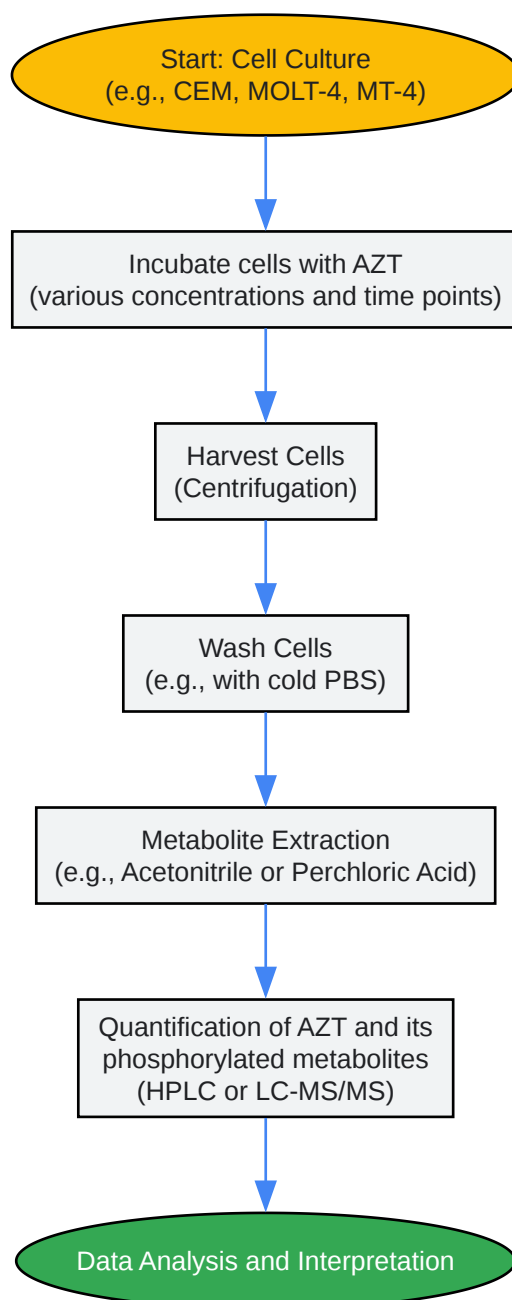 Start: Cell Culture
(e.g., CEM, MOLT-4, MT-4)
Incubate cells with AZT
(various concentrations and time points)
Harvest Cells
(Centrifugation)
Wash Cells
(e.g., with cold PBS)
Metabolite Extraction
(e.g., Acetonitrile or Perchloric Acid)
Quantification of AZT and its
phosphorylated metabolites
(HPLC or LC-MS/MS)
Data Analysis and Interpretation